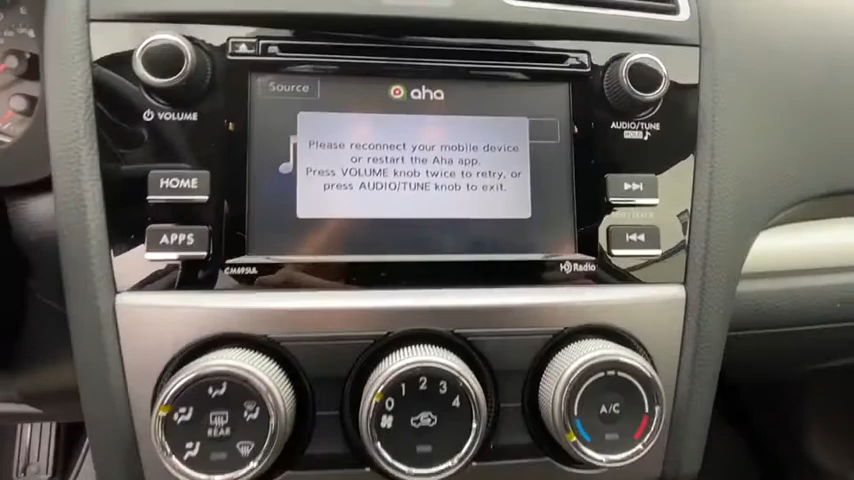 Source
aha
Please reconnect your mobile device
or restart the Aha app.
Press VOLUME knob twice to retry, or
press AUDIO/TUNE knob to exit.
VOLUME
AUDIO/TUNE
HOLD
HOME
APPS
HD Radio
REAR
0 1 2 3 4
A/C